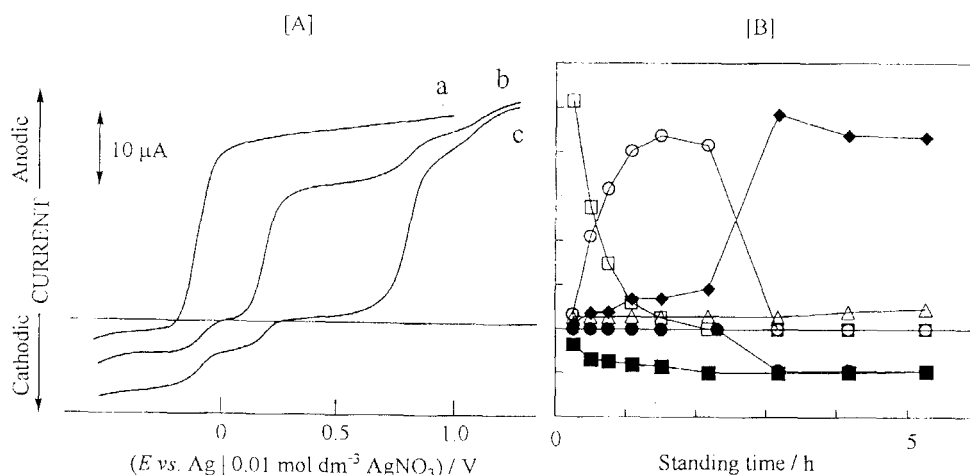 [A]
[B]
a
b
c
10 μA
Cathodic CURRENT Anodic
0 0.5 1.0
(E vs. Ag | 0.01 mol dm⁻³ AgNO₃) / V
0 5
Standing time / h